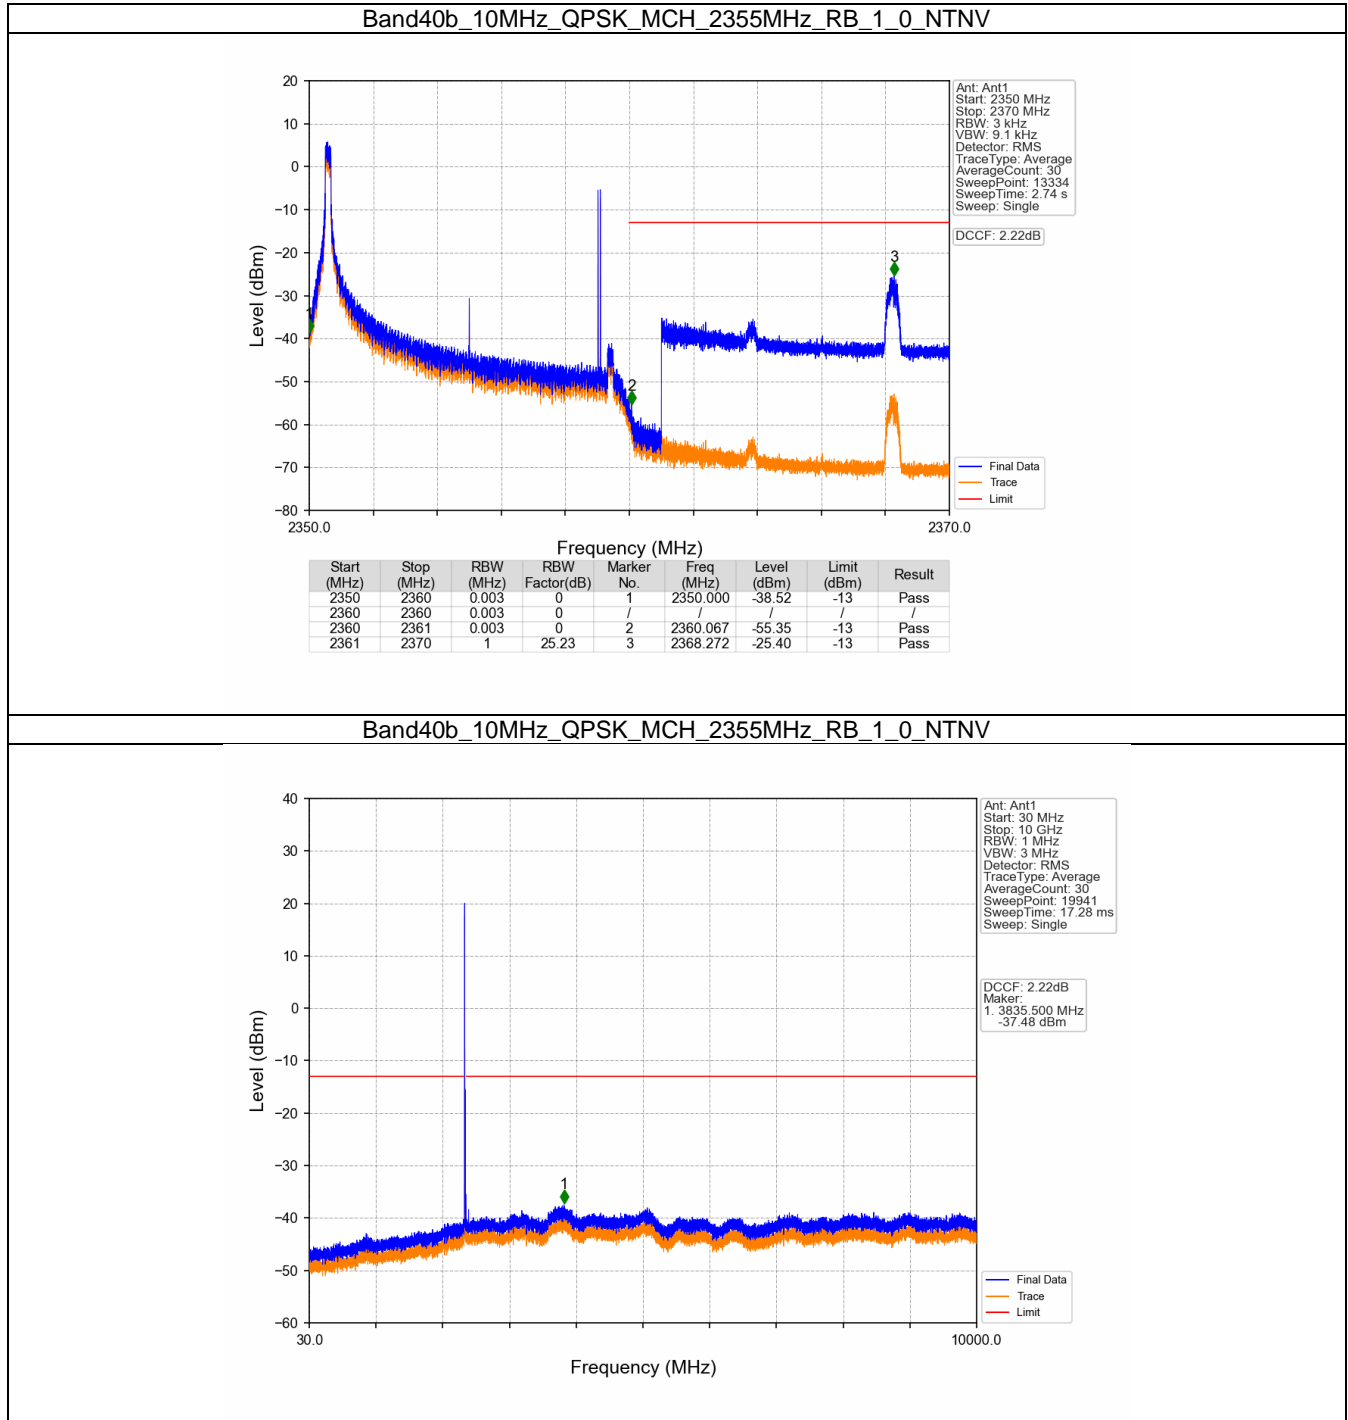 Band40b_10MHz_QPSK_MCH_2355MHz_RB_1_0_NTNV
20
10
0
−10
−20
−30
−40
−50
−60
−70
−80
Level (dBm)
1
2
3
2350.0
2370.0
Frequency (MHz)
Ant: Ant1
Start: 2350 MHz
Stop: 2370 MHz
RBW: 3 kHz
VBW: 9.1 kHz
Detector: RMS
TraceType: Average
AverageCount: 30
SweepPoint: 13334
SweepTime: 2.74 s
Sweep: Single
DCCF: 2.22dB
Final Data
Trace
Limit
Start (MHz) Stop (MHz) RBW (MHz) RBW Factor(dB) Marker No. Freq (MHz) Level (dBm) Limit (dBm) Result
2350 2360 0.003 0 1 2350.000 -38.52 -13 Pass
2360 2360 0.003 0 / / / / /
2360 2361 0.003 0 2 2360.067 -55.35 -13 Pass
2361 2370 1 25.23 3 2368.272 -25.40 -13 Pass
Band40b_10MHz_QPSK_MCH_2355MHz_RB_1_0_NTNV
40
30
20
10
0
−10
−20
−30
−40
−50
−60
Level (dBm)
1
30.0
10000.0
Frequency (MHz)
Ant: Ant1
Start: 30 MHz
Stop: 10 GHz
RBW: 1 MHz
VBW: 3 MHz
Detector: RMS
TraceType: Average
AverageCount: 30
SweepPoint: 19941
SweepTime: 17.28 ms
Sweep: Single
DCCF: 2.22dB
Maker:
1. 3835.500 MHz
-37.48 dBm
Final Data
Trace
Limit